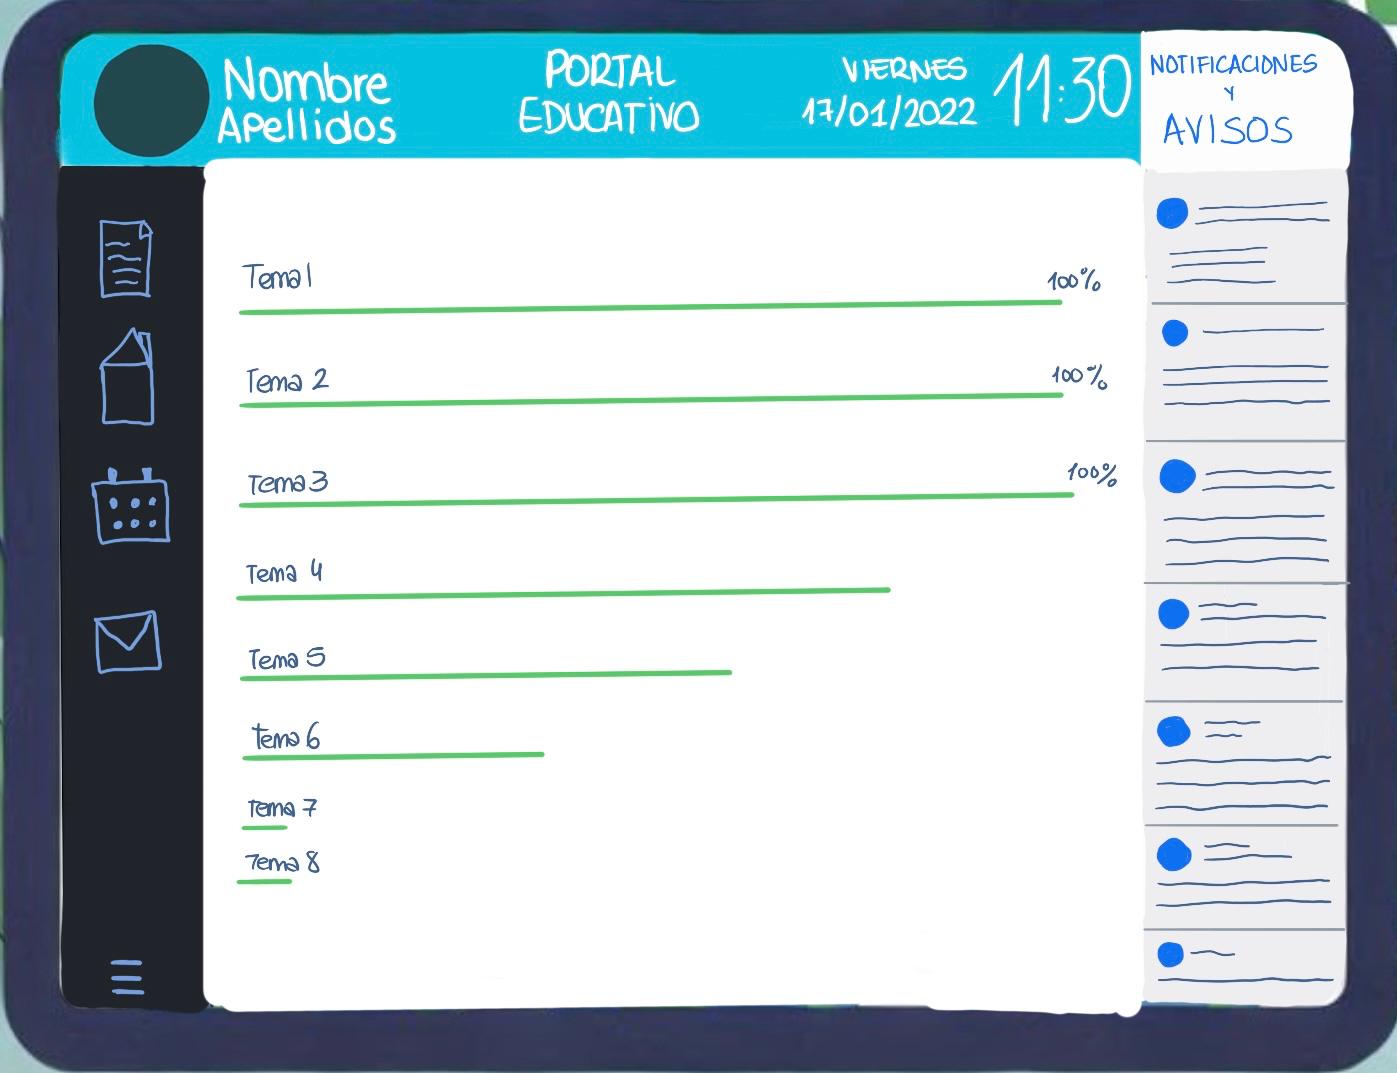 Nombre
Apellidos
PORTAL
EDUCATIVO
VIERNES
17/01/2022
11:30
NOTIFICACIONES
Y
AVISOS
Tema 1
100%
Tema 2
100%
Tema 3
100%
Tema 4
Tema 5
Tema 6
Tema 7
Tema 8